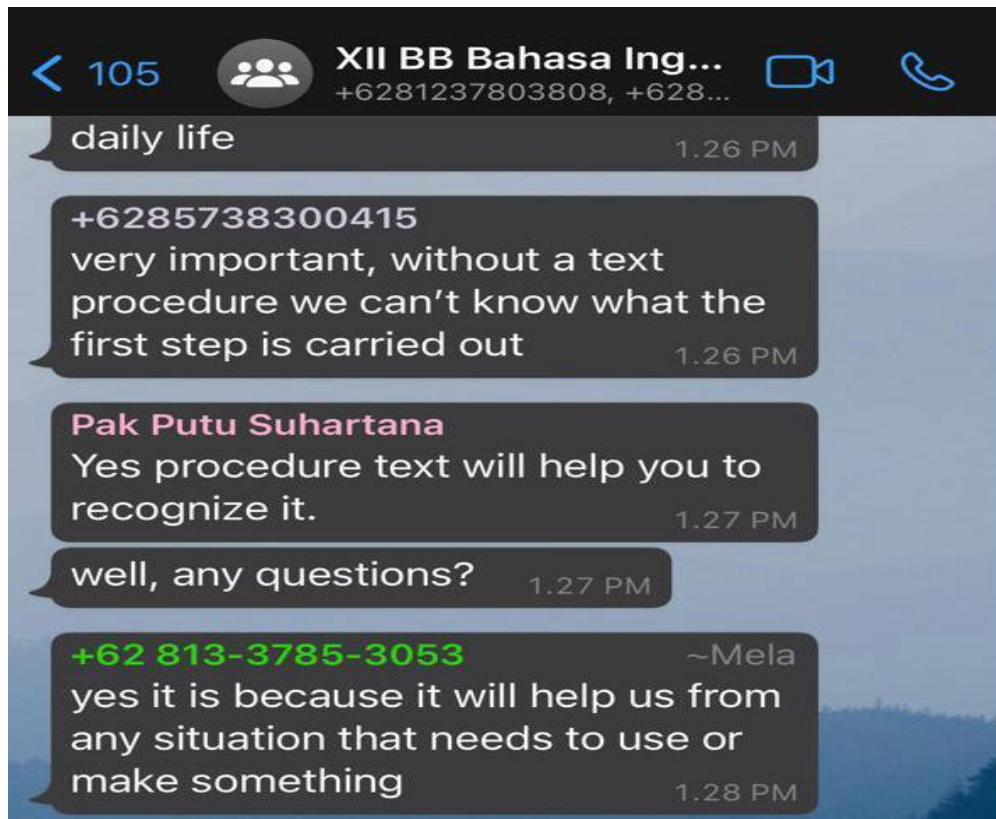 105
XII BB Bahasa Ing...
+6281237803808, +628...
daily life
1.26 PM
+6285738300415
very important, without a text
procedure we can't know what the
first step is carried out
1.26 PM
Pak Putu Suhartana
Yes procedure text will help you to
recognize it.
1.27 PM
well, any questions? 1.27 PM
+62 813-3785-3053 ~Mela
yes it is because it will help us from
any situation that needs to use or
make something
1.28 PM